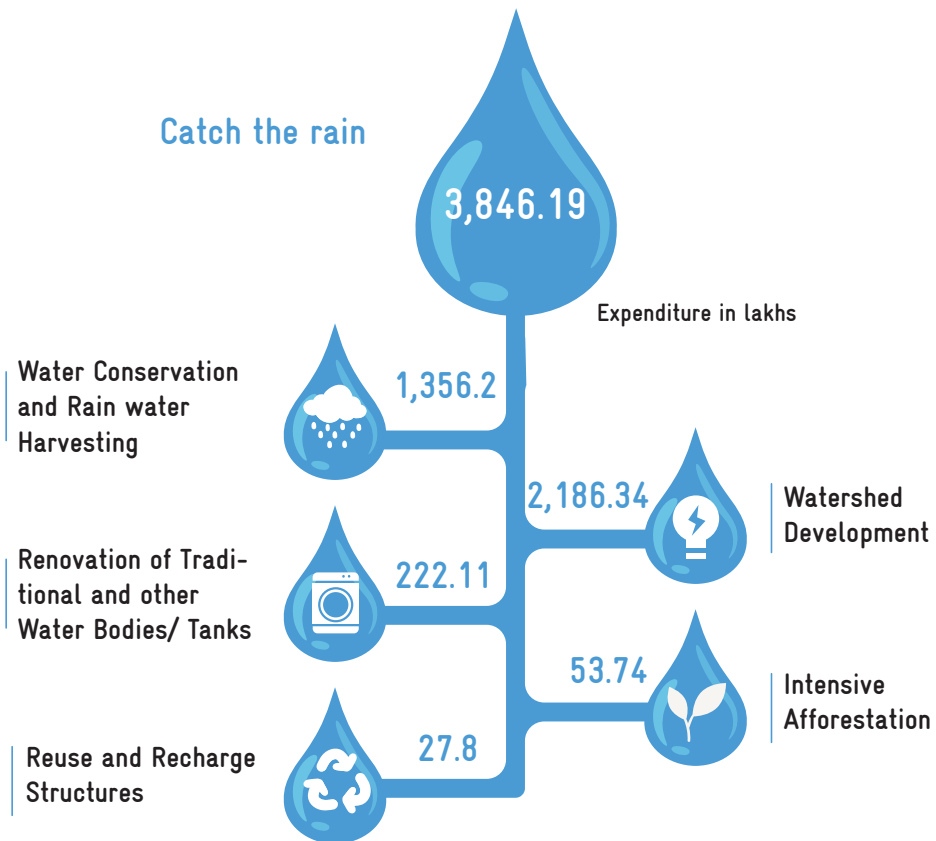 Catch the rain
3,846.19
Expenditure in lakhs
Water Conservation
and Rain water
Harvesting
1,356.2
2,186.34
Watershed
Development
Renovation of Tradi-
tional and other
Water Bodies/ Tanks
222.11
53.74
Intensive
Afforestation
Reuse and Recharge
Structures
27.8